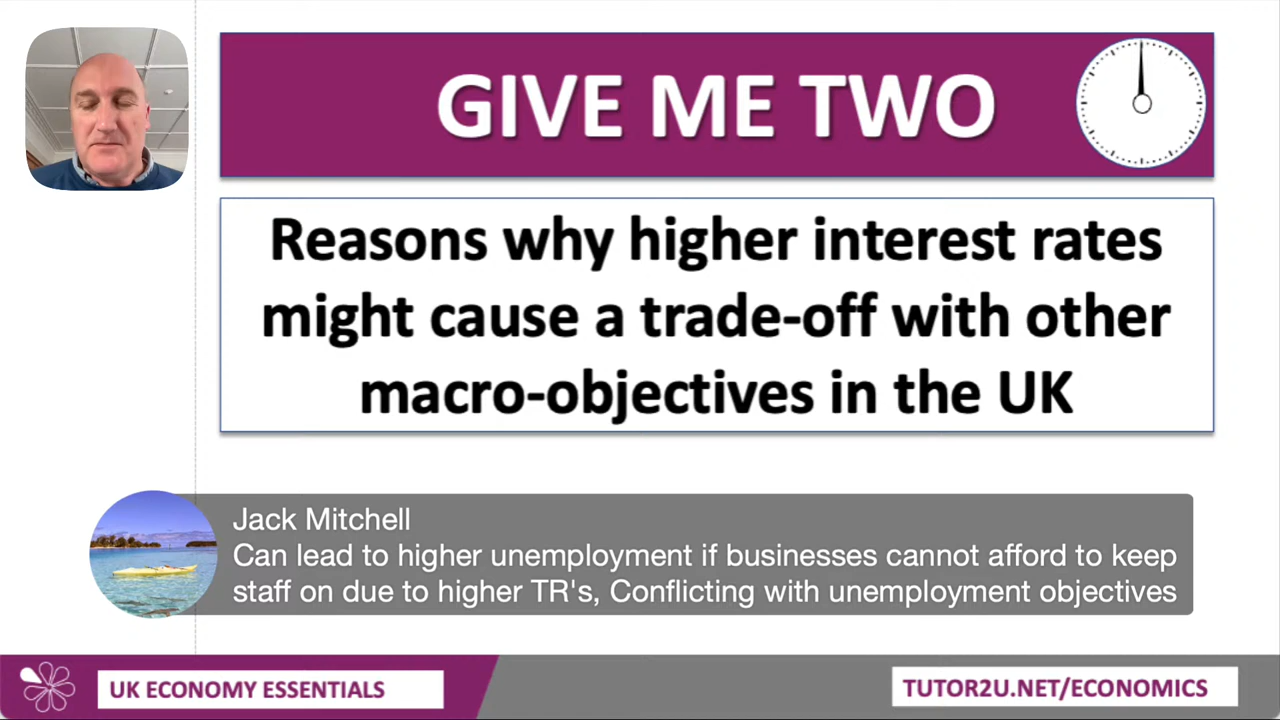 GIVE ME TWO
Reasons why higher interest rates
might cause a trade-off with other
macro-objectives in the UK
Jack Mitchell
Can lead to higher unemployment if businesses cannot afford to keep
staff on due to higher TR's, Conflicting with unemployment objectives
UK ECONOMY ESSENTIALS
TUTOR2U.NET/ECONOMICS